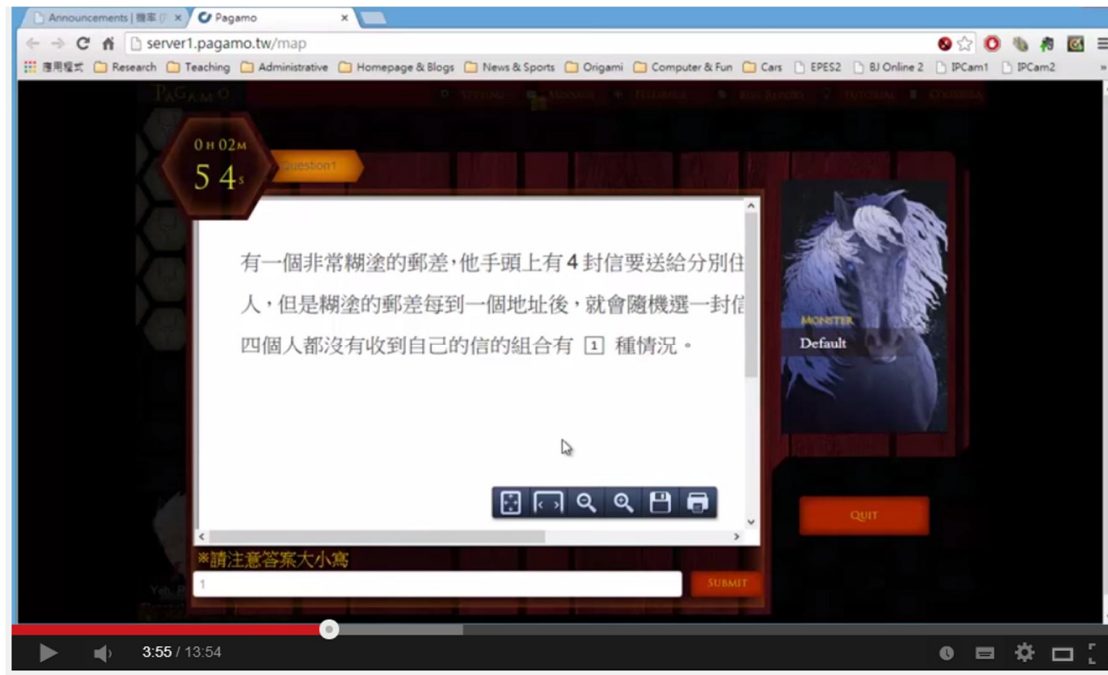 Announcements | 機率
Pagamo
server1.pagamo.tw/map
應用程式 Research Teaching Administrative Homepage & Blogs News & Sports Origami Computer & Fun Cars EPES2 BJ Online 2 IPCam1 IPCam2 »
PAGAMO
0 H 02M
54s
Question1
有一個非常糊塗的郵差,他手頭上有4封信要送給分別住
人,但是糊塗的郵差每到一個地址後,就會隨機選一封信
四個人都沒有收到自己的信的組合有 1 種情況。
MONSTER
Default
QUIT
※請注意答案大小寫
1
SUBMIT
3:55 / 13:54